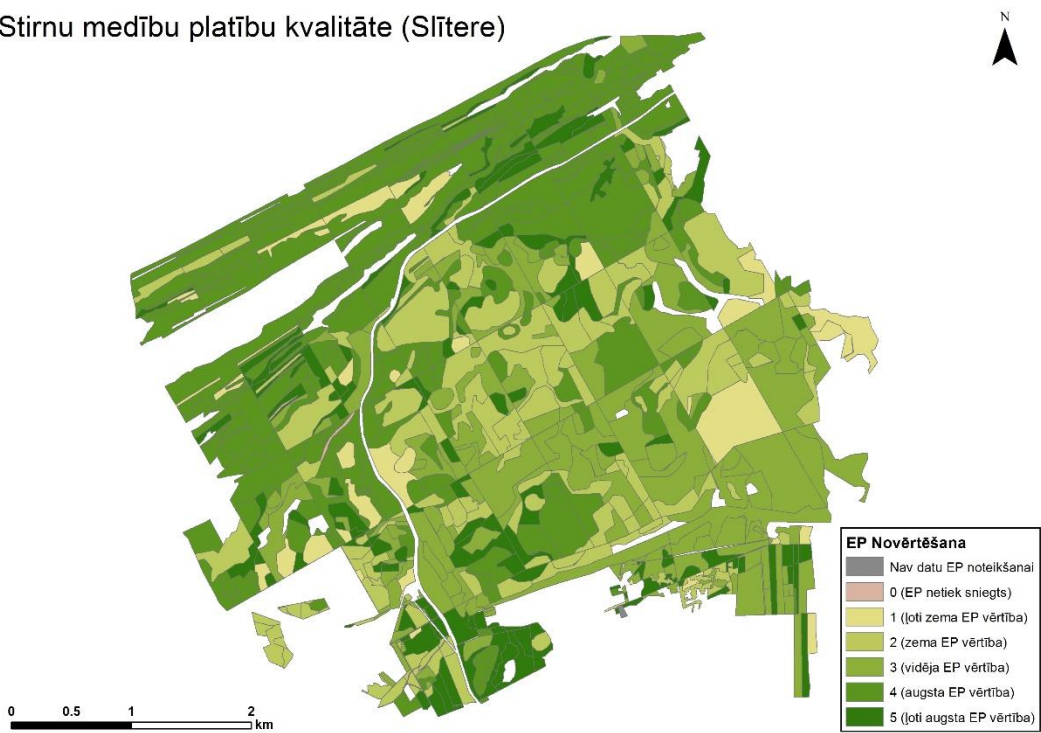 Stirnu medību platību kvalitāte (Slītere)
N
EP Novērtēšana
Nav datu EP noteikšanai
0 (EP netiek sniegts)
1 (ļoti zema EP vērtība)
2 (zema EP vērtība)
3 (vidēja EP vērtība)
4 (augsta EP vērtība)
5 (ļoti augsta EP vērtība)
0 0.5 1 2
km